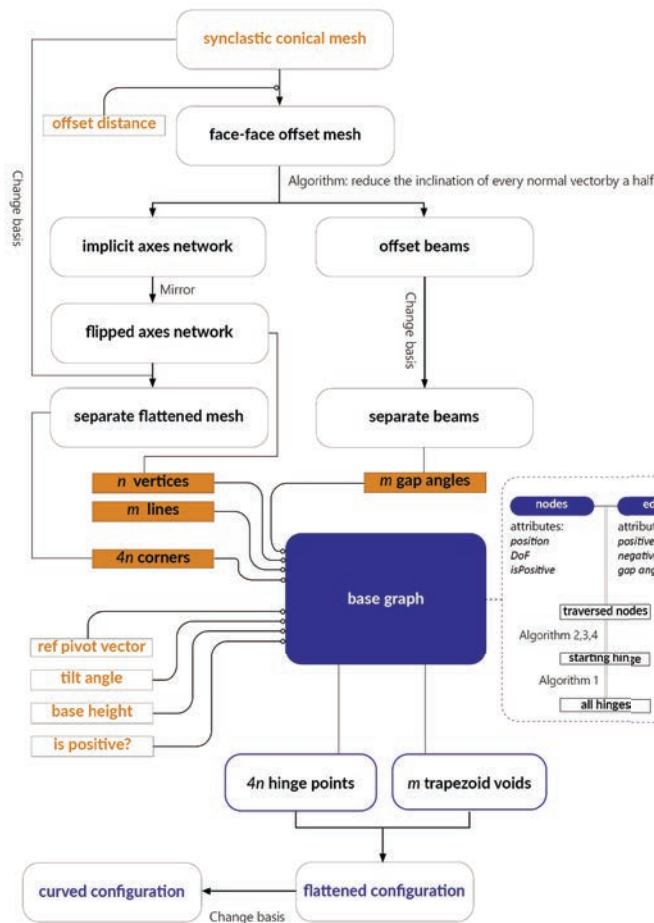 synclastic conical mesh
offset distance
face-face offset mesh
Change basis
Algorithm: reduce the inclination of every normal vectorby a half
implicit axes network
offset beams
Mirror
Change basis
flipped axes network
separate flattened mesh
separate beams
n vertices
m gap angles
m lines
4n corners
nodes
attributes:
position
DoF
isPositive
positive
negative
gap
base graph
traversed nodes
Algorithm 2,3,4
starting hinge
Algorithm 1
all hinges
ref pivot vector
tilt angle
base height
is positive?
4n hinge points
m trapezoid voids
curved configuration
flattened configuration
Change basis